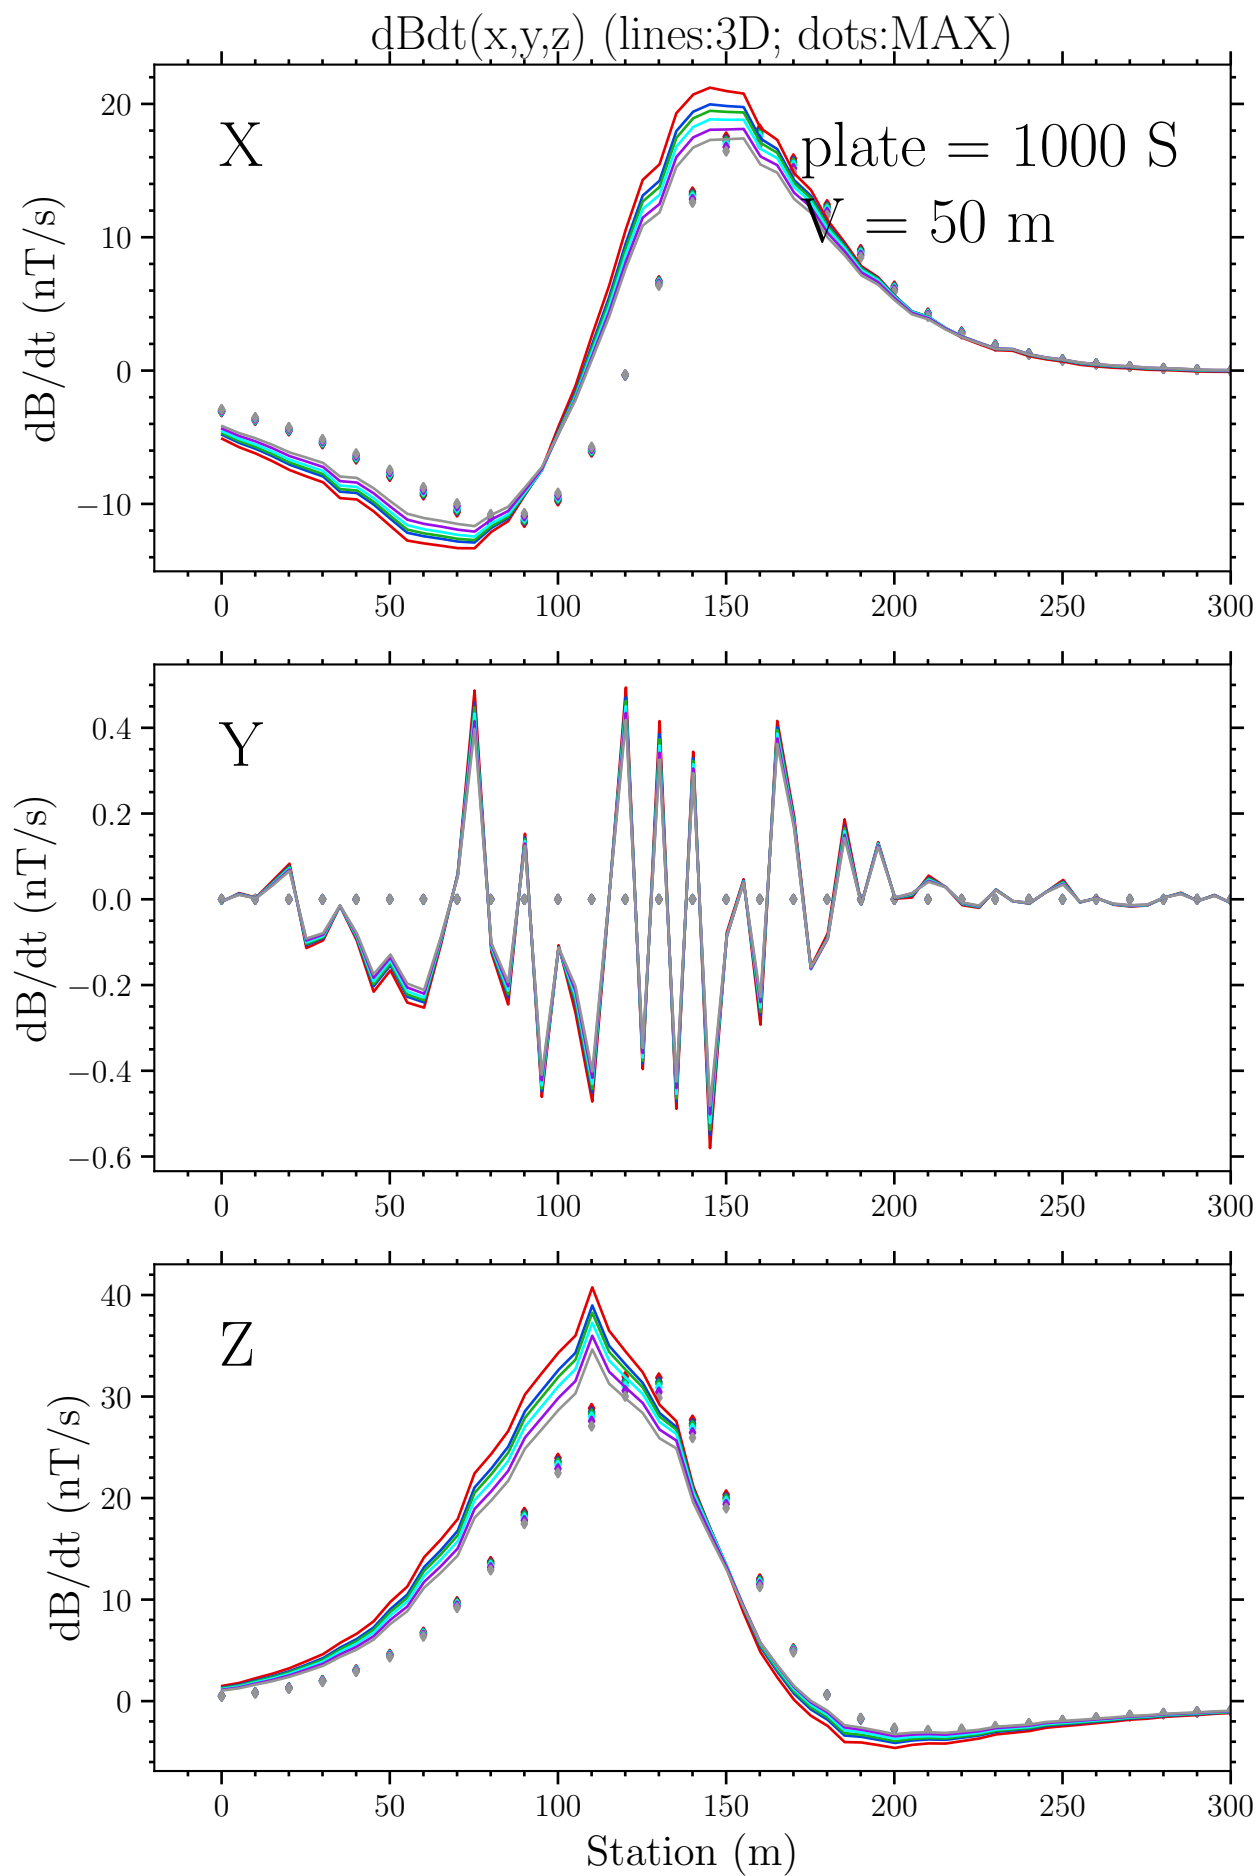 dBdt(x,y,z) (lines:3D; dots:MAX)
X
plate = 1000 S
V = 50 m
dB/dt (nT/s)
20
10
0
−10
0 50 100 150 200 250 300
Y
dB/dt (nT/s)
0.4
0.2
0.0
−0.2
−0.4
−0.6
0 50 100 150 200 250 300
Z
dB/dt (nT/s)
40
30
20
10
0
0 50 100 150 200 250 300
Station (m)